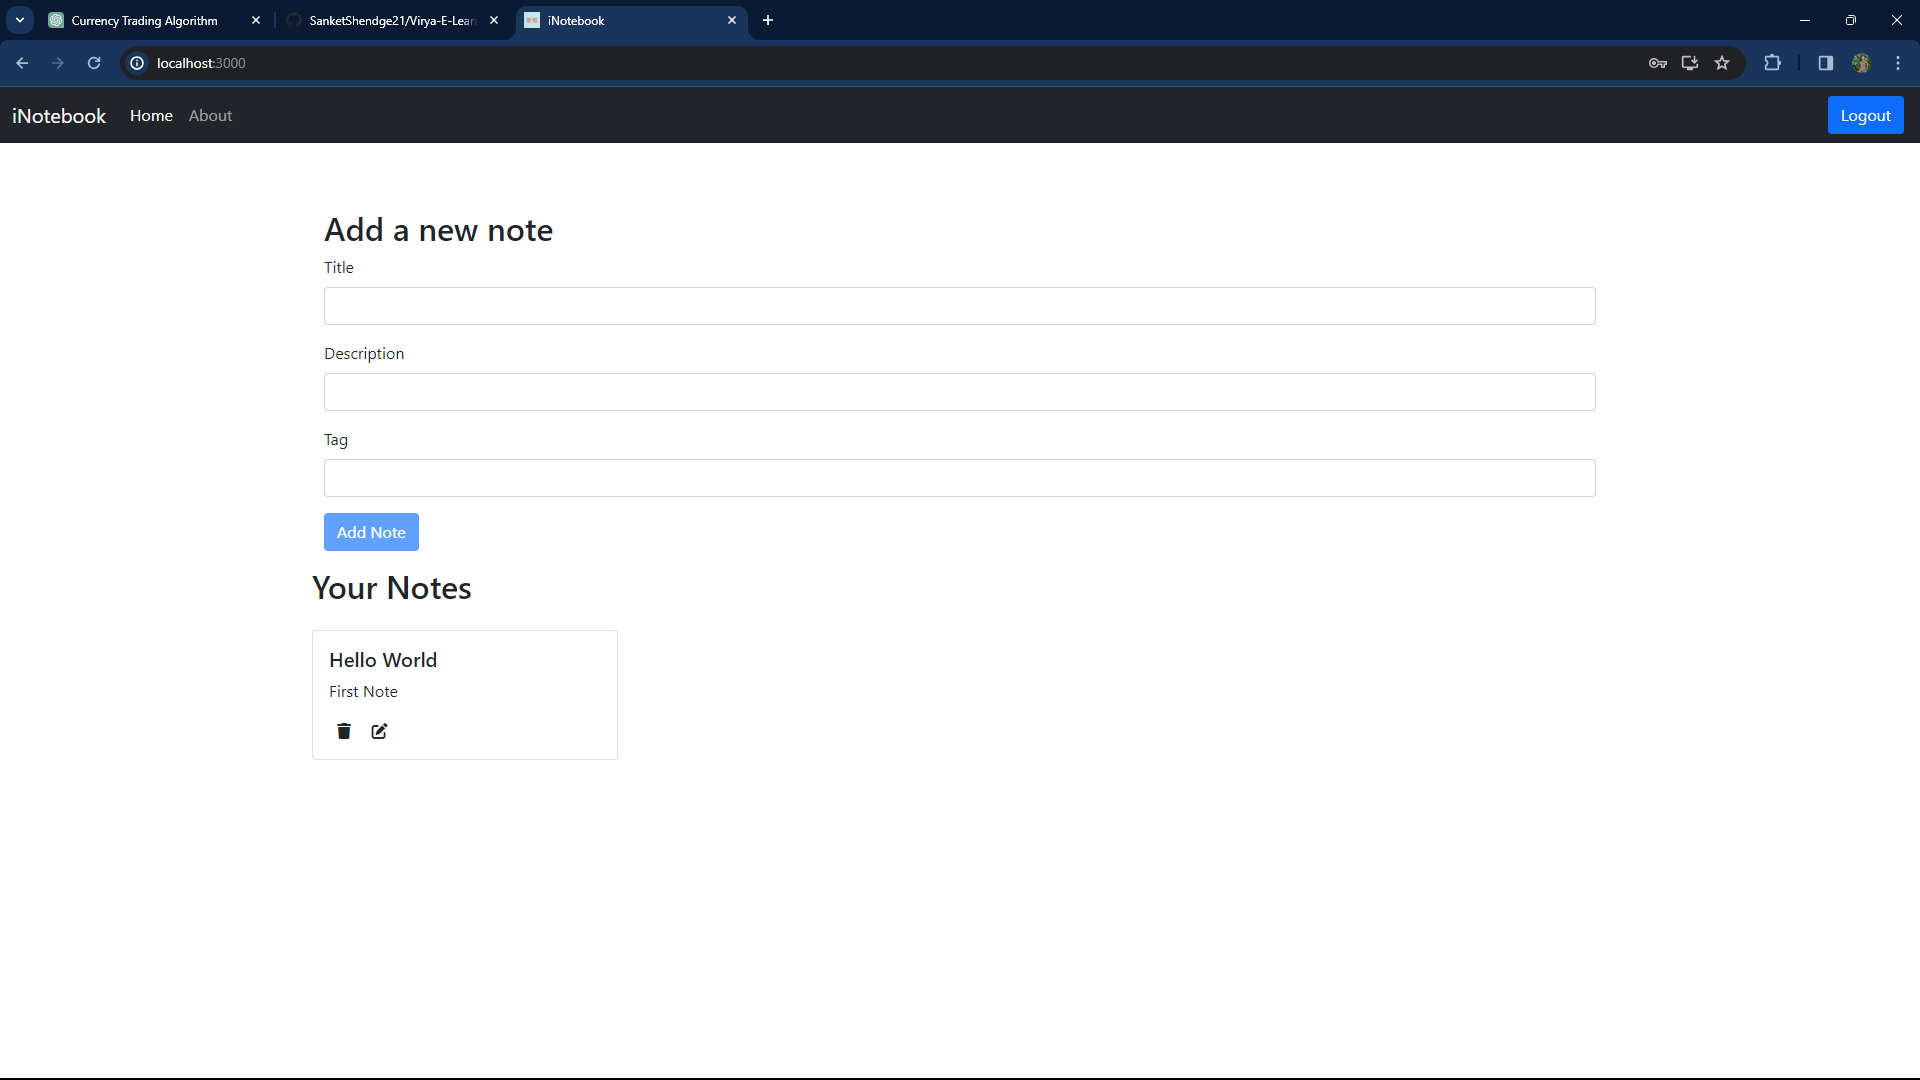 Currency Trading Algorithm
SanketShendge21/Virya-E-Lear
iNotebook
localhost:3000
iNotebook Home About Logout
Add a new note
Title
Description
Tag
Add Note
Your Notes
Hello World
First Note